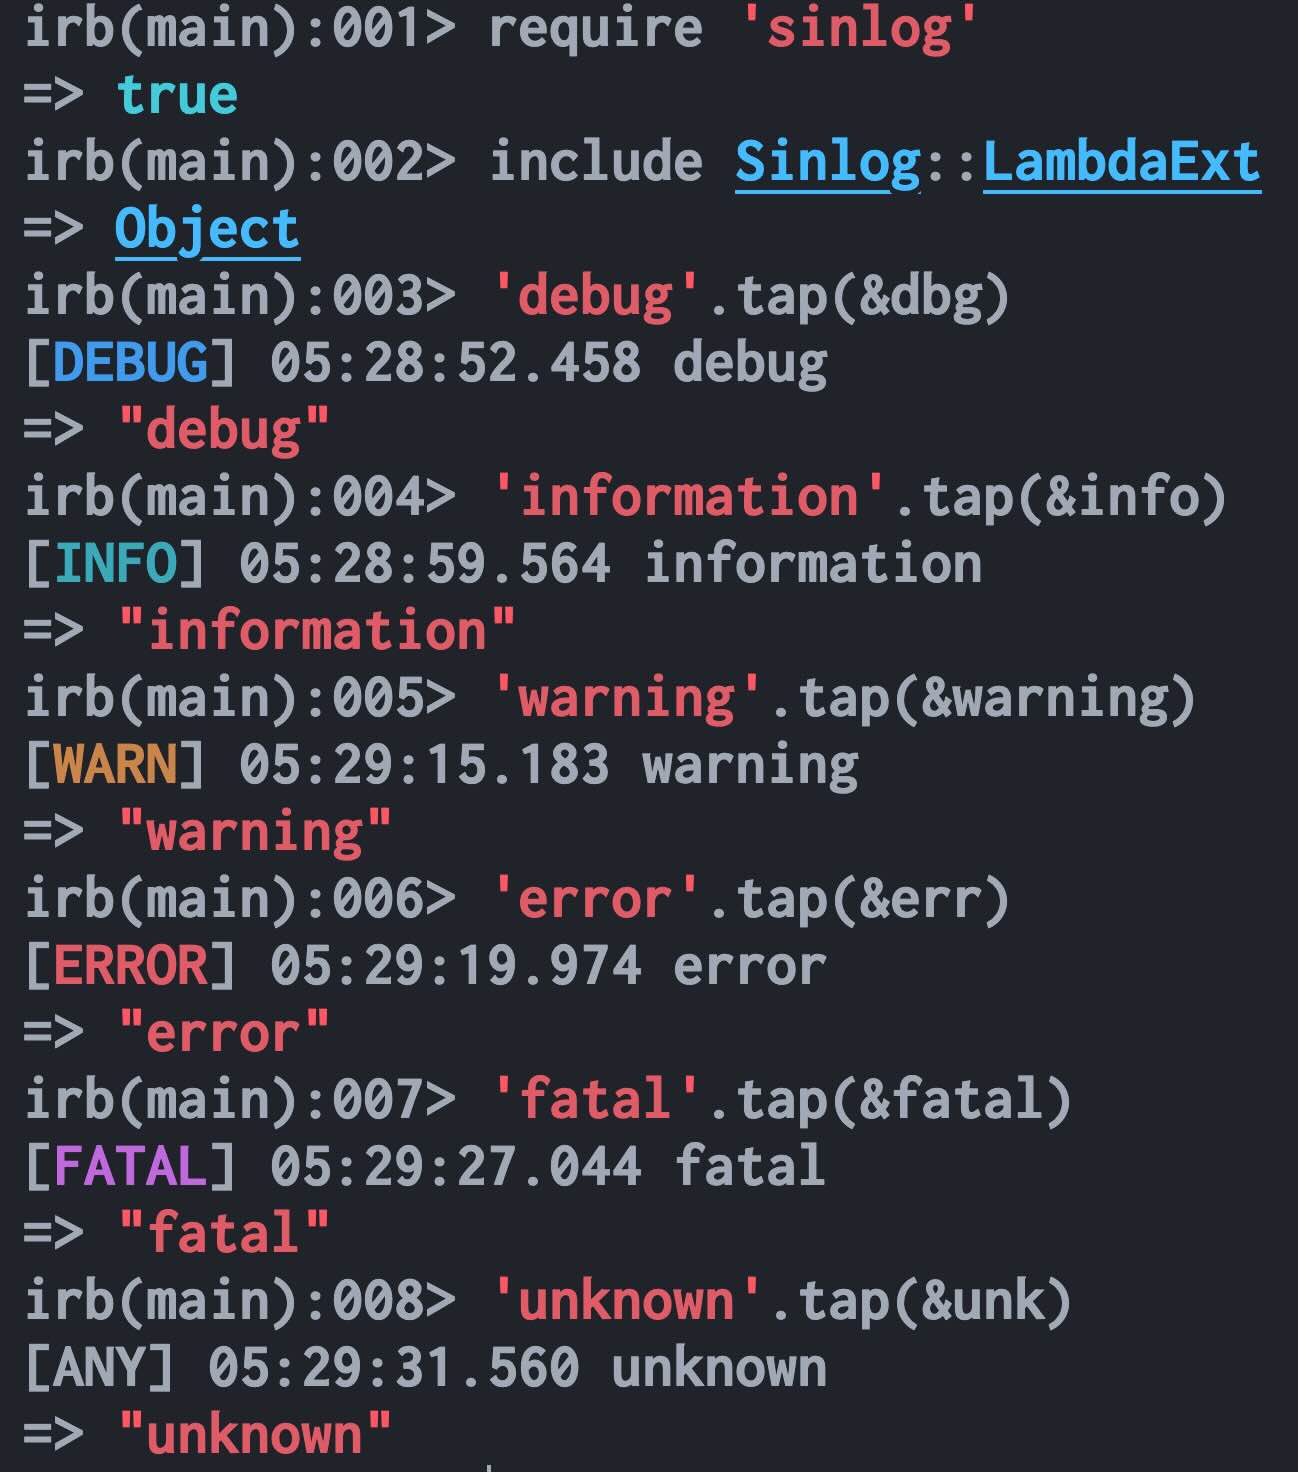 irb(main):001> require 'sinlog'
=> true
irb(main):002> include Sinlog::LambdaExt
=> Object
irb(main):003> 'debug'.tap(&dbg)
[DEBUG] 05:28:52.458 debug
=> "debug"
irb(main):004> 'information'.tap(&info)
[INFO] 05:28:59.564 information
=> "information"
irb(main):005> 'warning'.tap(&warning)
[WARN] 05:29:15.183 warning
=> "warning"
irb(main):006> 'error'.tap(&err)
[ERROR] 05:29:19.974 error
=> "error"
irb(main):007> 'fatal'.tap(&fatal)
[FATAL] 05:29:27.044 fatal
=> "fatal"
irb(main):008> 'unknown'.tap(&unk)
[ANY] 05:29:31.560 unknown
=> "unknown"